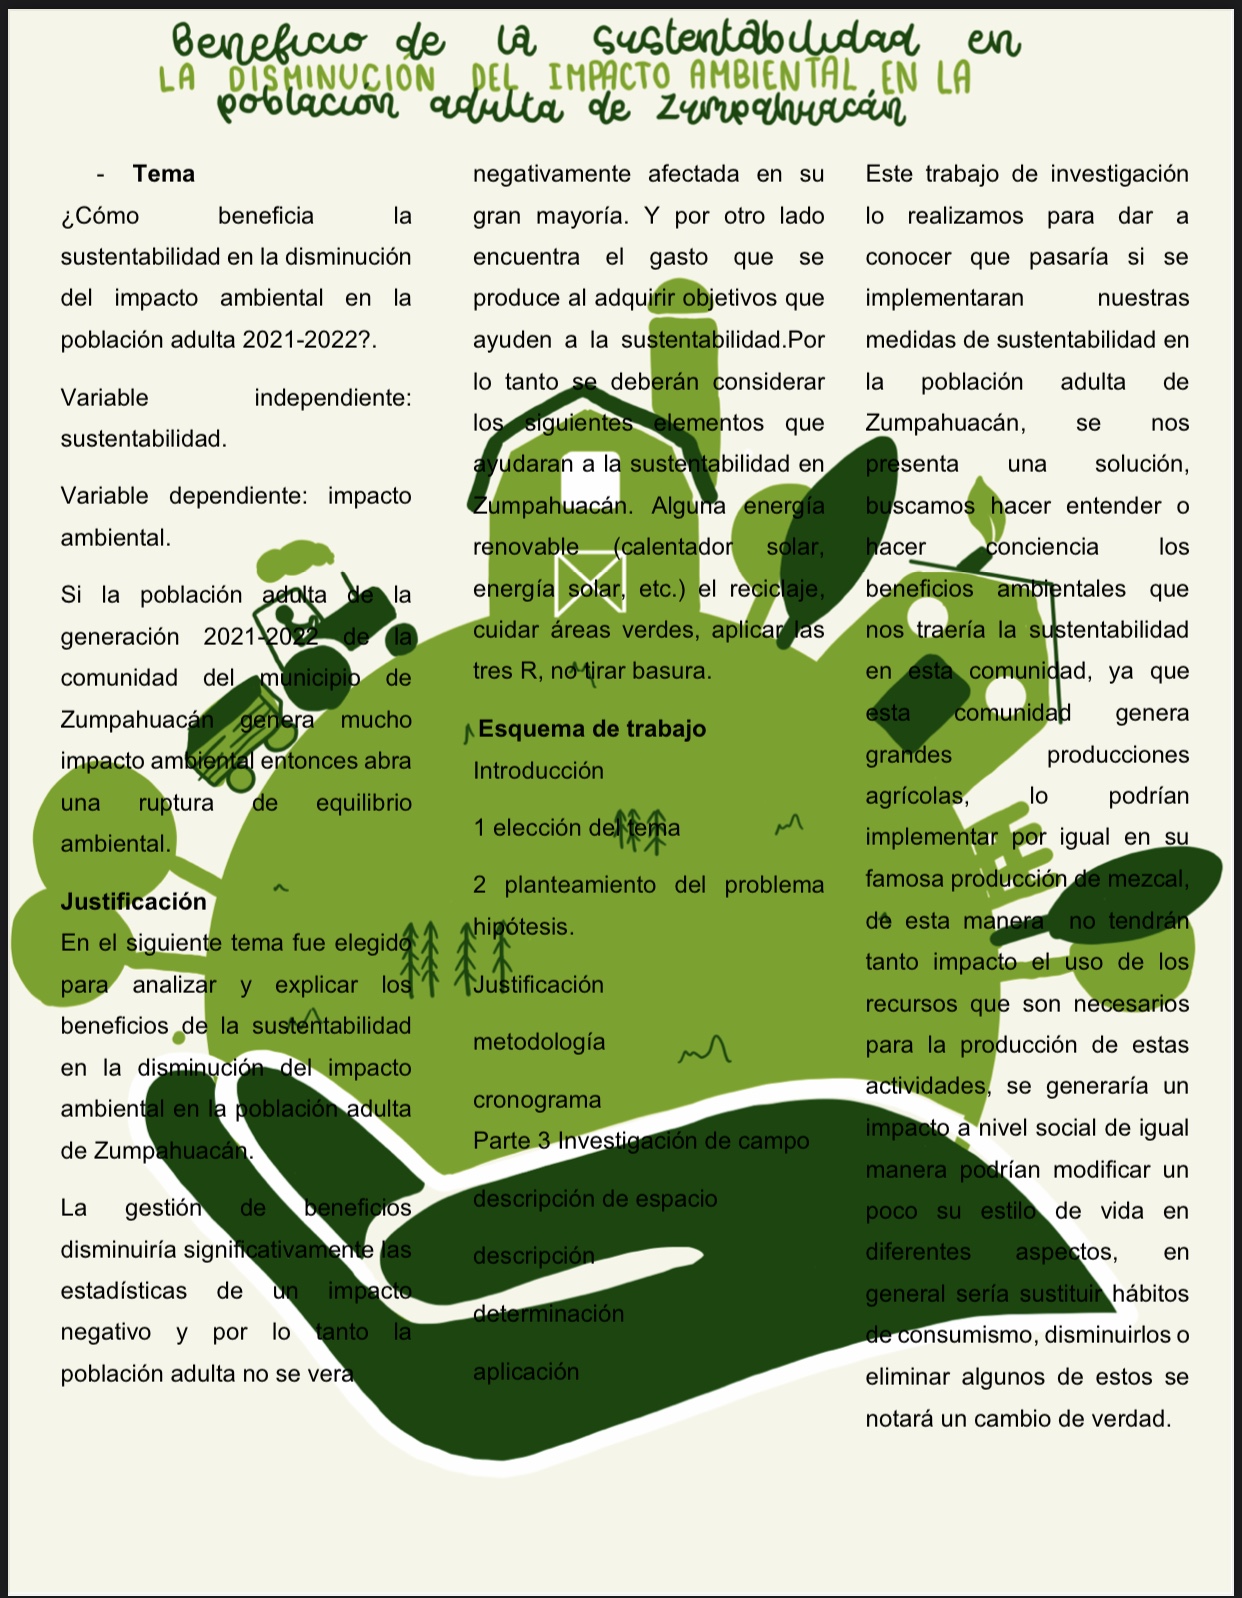 Beneficio de la sustentabilidad en
LA DISMINUCIÓN DEL IMPACTO AMBIENTAL EN LA
población adulta de Zumpahuacán
- Tema
¿Cómo beneficia la
sustentabilidad en la disminución
del impacto ambiental en la
población adulta 2021-2022?.
Variable independiente:
sustentabilidad.
Variable dependiente: impacto
ambiental.
Si la población adulta de la
generación 2021-2022 de la
comunidad del municipio de
Zumpahuacán genera mucho
impacto ambiental entonces abra
una ruptura de equilibrio
ambiental.
Justificación
En el siguiente tema fue elegido
para analizar y explicar los
beneficios de la sustentabilidad
en la disminución del impacto
ambiental en la población adulta
de Zumpahuacán.
La gestión de beneficios
disminuiría significativamente las
estadísticas de un impacto
negativo y por lo tanto la
población adulta no se vera
negativamente afectada en su
gran mayoría. Y por otro lado
encuentra el gasto que se
produce al adquirir objetivos que
ayuden a la sustentabilidad.Por
lo tanto se deberán considerar
los siguientes elementos que
ayudaran a la sustentabilidad en
Zumpahuacán. Alguna energía
renovable (calentador solar,
energía solar, etc.) el reciclaje,
cuidar áreas verdes, aplicar las
tres R, no tirar basura.
Esquema de trabajo
Introducción
1 elección del tema
2 planteamiento del problema
hipótesis.
Justificación
metodología
cronograma
Parte 3 Investigación de campo
descripción de espacio
descripción
determinación
aplicación
Este trabajo de investigación
lo realizamos para dar a
conocer que pasaría si se
implementaran nuestras
medidas de sustentabilidad en
la población adulta de
Zumpahuacán, se nos
presenta una solución,
buscamos hacer entender o
hacer conciencia los
beneficios ambientales que
nos traería la sustentabilidad
en esta comunidad, ya que
esta comunidad genera
grandes producciones
agrícolas, lo podrían
implementar por igual en su
famosa producción de mezcal,
de esta manera no tendrán
tanto impacto el uso de los
recursos que son necesarios
para la producción de estas
actividades, se generaría un
impacto a nivel social de igual
manera podrían modificar un
poco su estilo de vida en
diferentes aspectos, en
general sería sustituir hábitos
de consumismo, disminuirlos o
eliminar algunos de estos se
notará un cambio de verdad.